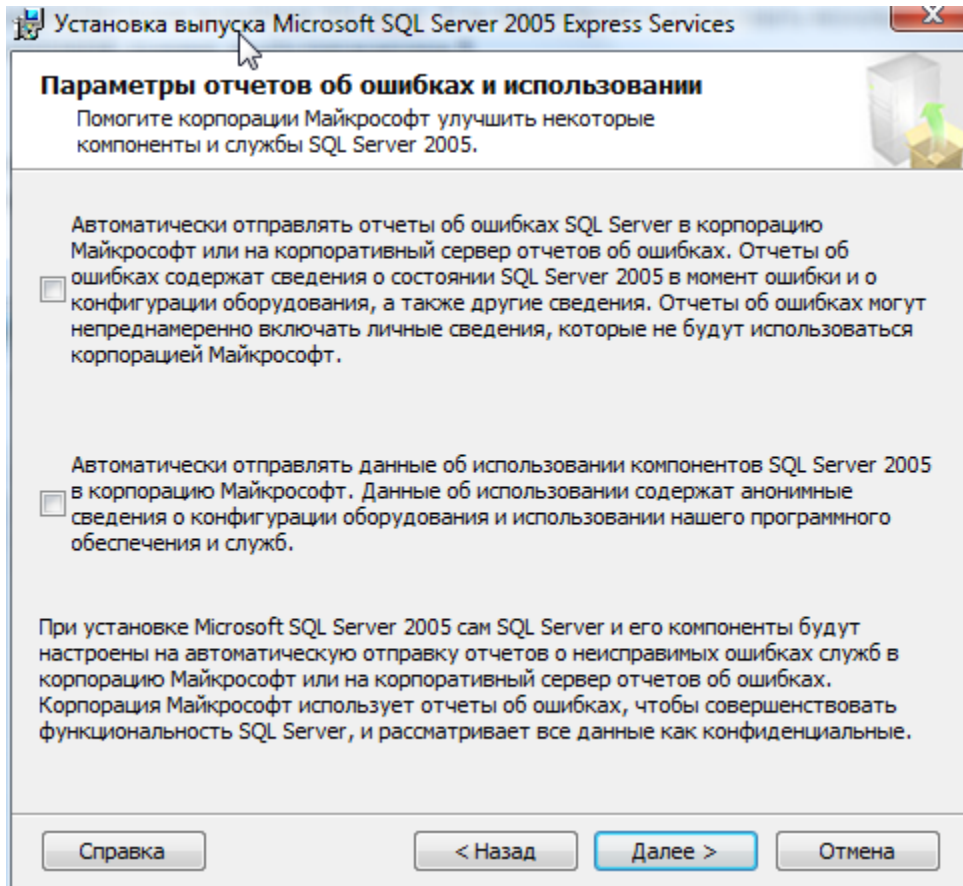 Установка выпуска Microsoft SQL Server 2005 Express Services
Параметры отчетов об ошибках и использовании
Помогите корпорации Майкрософт улучшить некоторые
компоненты и службы SQL Server 2005.
Автоматически отправлять отчеты об ошибках SQL Server в корпорацию
Майкрософт или на корпоративный сервер отчетов об ошибках. Отчеты об
ошибках содержат сведения о состоянии SQL Server 2005 в момент ошибки и о
конфигурации оборудования, а также другие сведения. Отчеты об ошибках могут
непреднамеренно включать личные сведения, которые не будут использоваться
корпорацией Майкрософт.
Автоматически отправлять данные об использовании компонентов SQL Server 2005
в корпорацию Майкрософт. Данные об использовании содержат анонимные
сведения о конфигурации оборудования и использовании нашего программного
обеспечения и служб.
При установке Microsoft SQL Server 2005 сам SQL Server и его компоненты будут
настроены на автоматическую отправку отчетов о неисправимых ошибках служб в
корпорацию Майкрософт или на корпоративный сервер отчетов об ошибках.
Корпорация Майкрософт использует отчеты об ошибках, чтобы совершенствовать
функциональность SQL Server, и рассматривает все данные как конфиденциальные.
Справка
< Назад
Далее >
Отмена